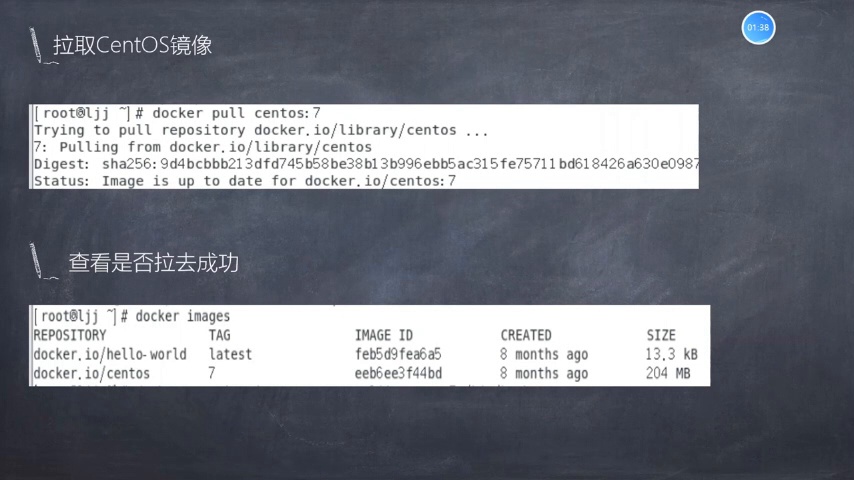 拉取CentOS镜像
01:38
[root@ljj ~]# docker pull centos:7
Trying to pull repository docker.io/library/centos ...
7: Pulling from docker.io/library/centos
Digest: sha256:9d4bcbbb213dfd745b58be38b13b996ebb5ac315fe75711bd618426a630e0987
Status: Image is up to date for docker.io/centos:7
查看是否拉去成功
[root@ljj ~]# docker images
REPOSITORY TAG IMAGE ID CREATED SIZE
docker.io/hello-world latest feb5d9fea6a5 8 months ago 13.3 kB
docker.io/centos 7 eeb6ee3f44bd 8 months ago 204 MB